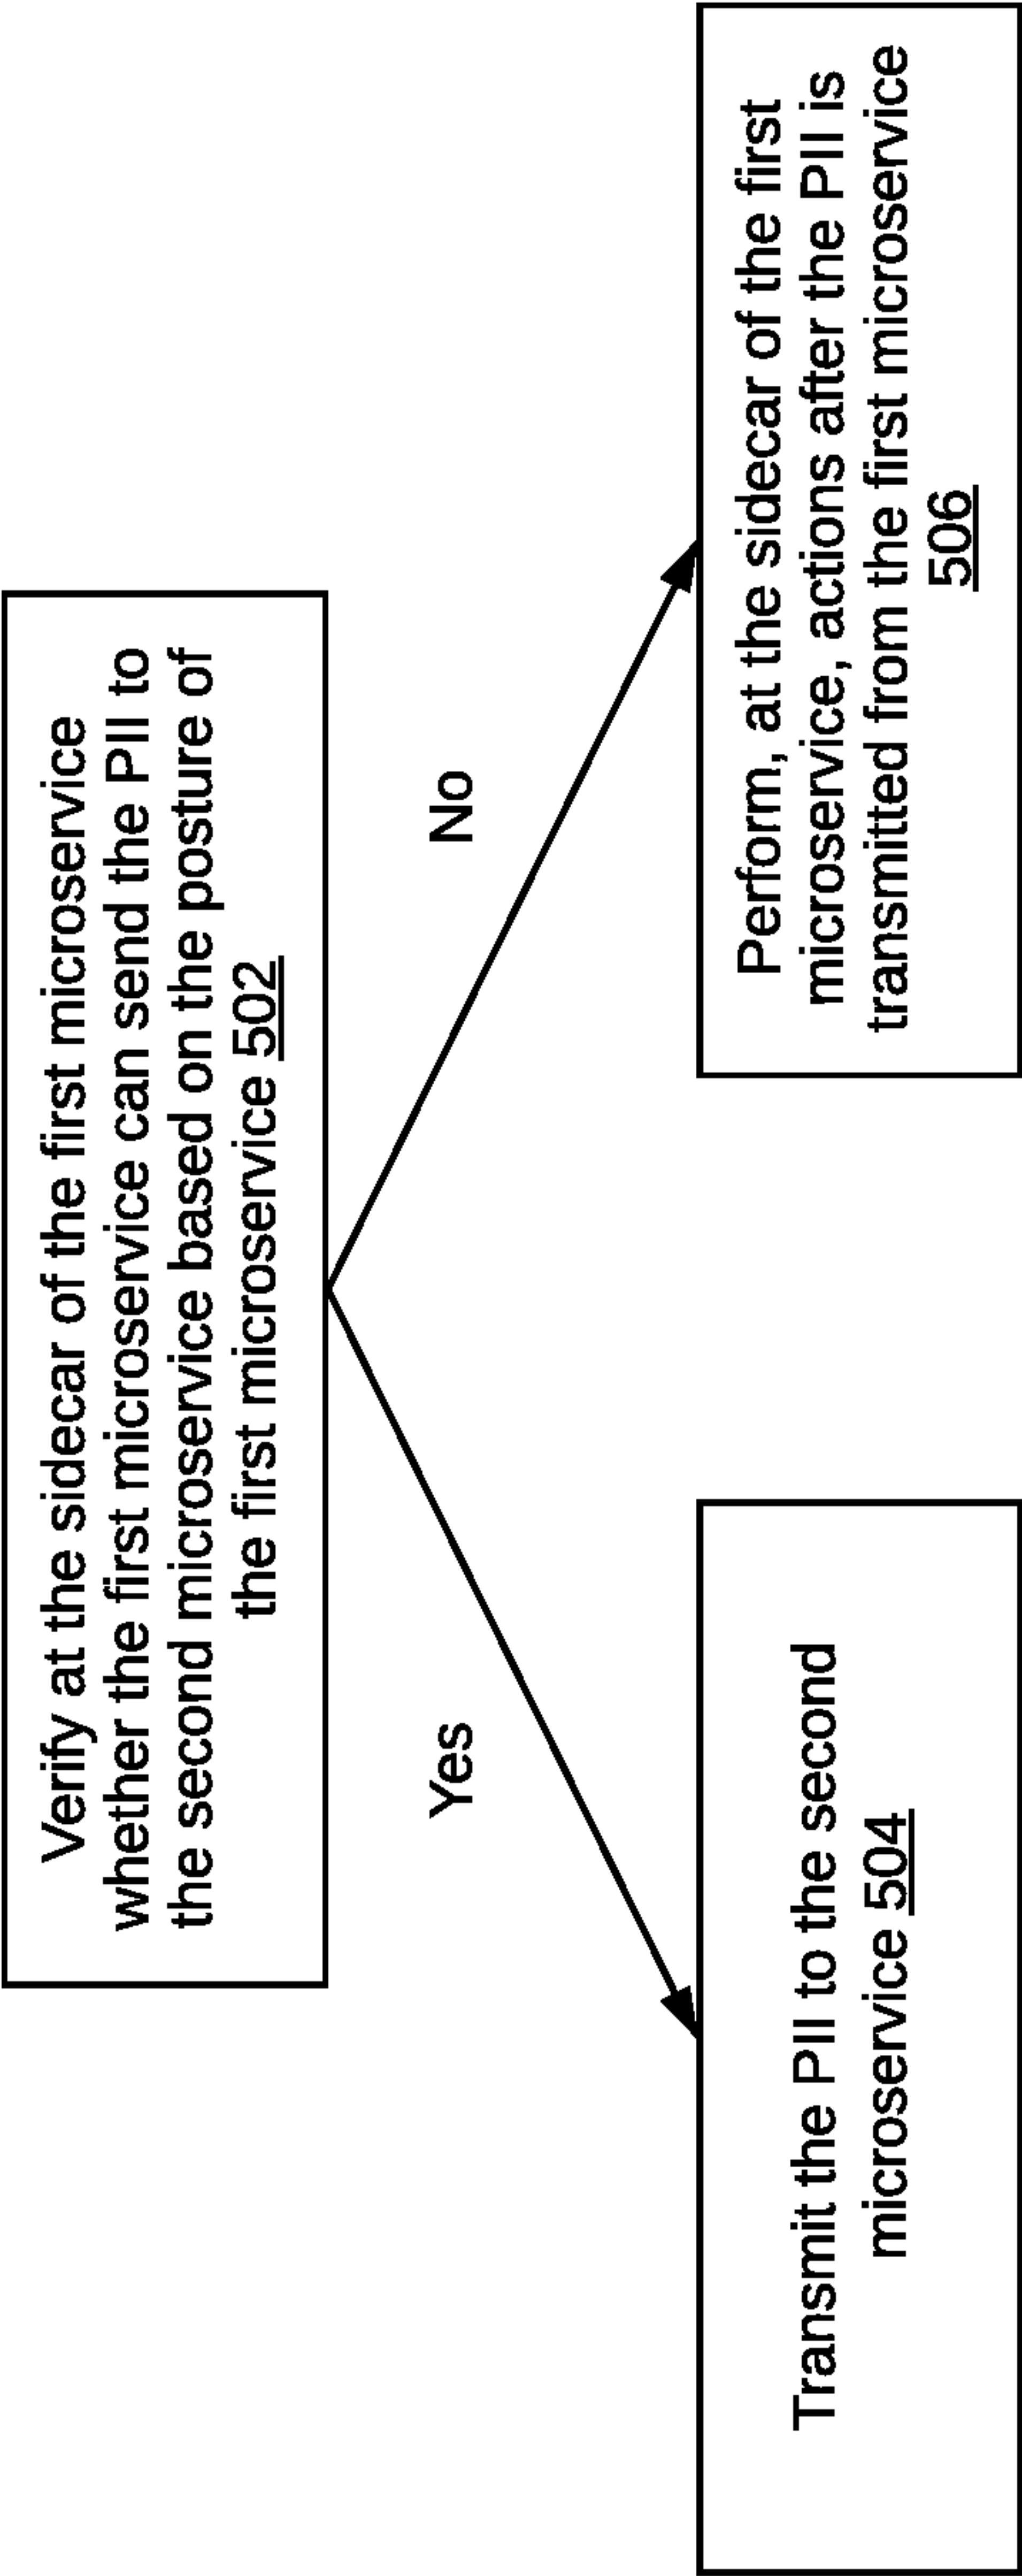 Verify at the sidecar of the first microservice
whether the first microservice can send the PII to
the second microservice based on the posture of
the first microservice 502
Yes
No
Transmit the PII to the second
microservice 504
Perform, at the sidecar of the first
microservice, actions after the PII is
transmitted from the first microservice
506